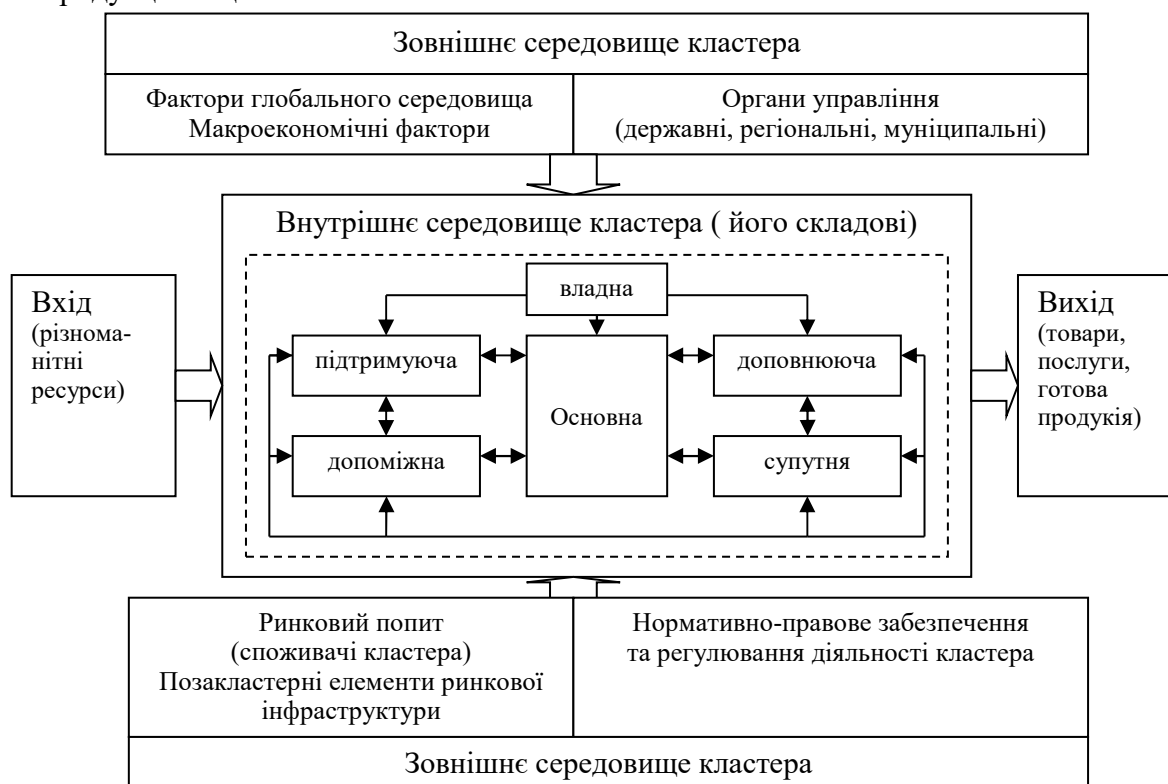 Зовнішнє середовище кластера
Фактори глобального середовища
Макроекономічні фактори
Органи управління
(державні, регіональні, муніципальні)
Внутрішнє середовище кластера ( його складові)
Вхід
(різнома-
нітні
ресурси)
владна
підтримуюча
доповнююча
Основна
допоміжна
супутня
Вихід
(товари,
послуги,
готова
продукія)
Ринковий попит
(споживачі кластера)
Позакластерні елементи ринкової
інфраструктури
Нормативно-правове забезпечення
та регулювання діяльності кластера
Зовнішнє середовище кластера